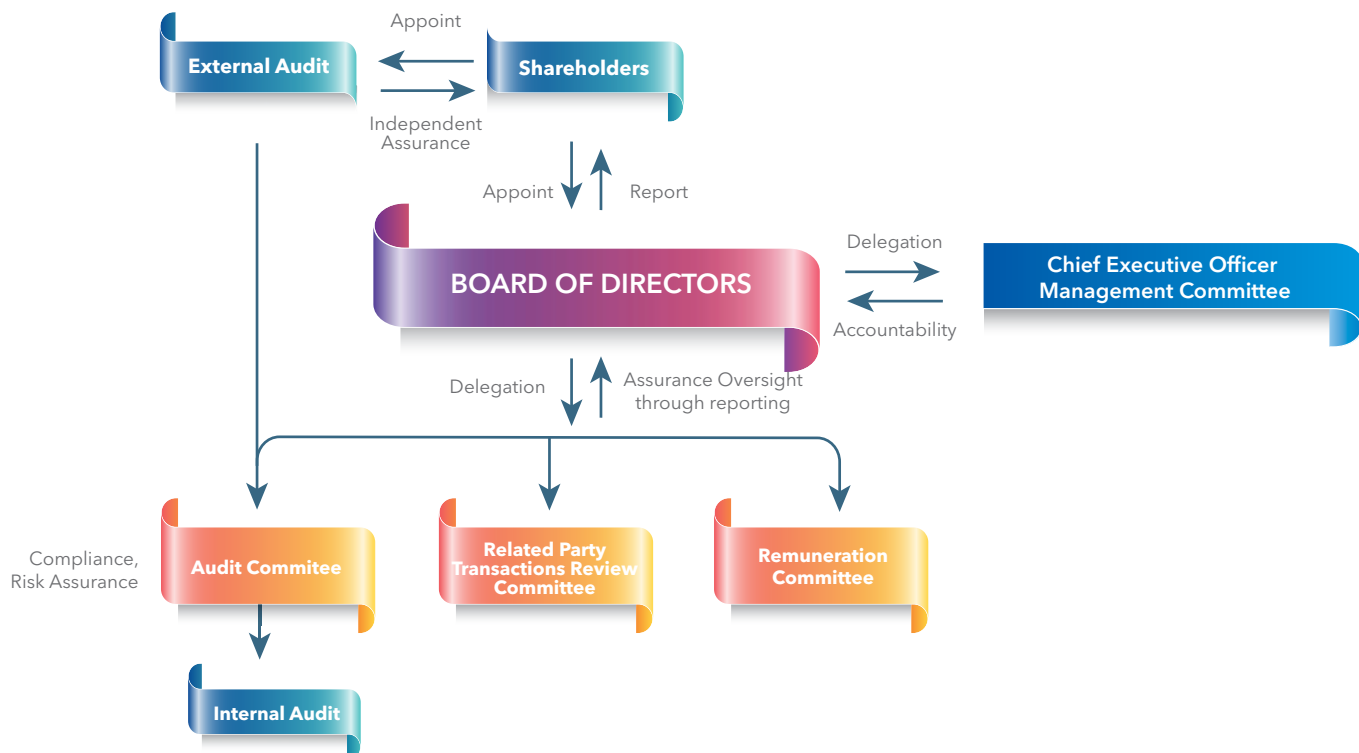 Appoint
External Audit
Shareholders
Independent
Assurance
Appoint
Report
BOARD OF DIRECTORS
Delegation
Chief Executive Officer
Management Committee
Accountability
Delegation
Assurance Oversight
through reporting
Compliance,
Risk Assurance
Audit Commitee
Related Party
Transactions Review
Committee
Remuneration
Committee
Internal Audit